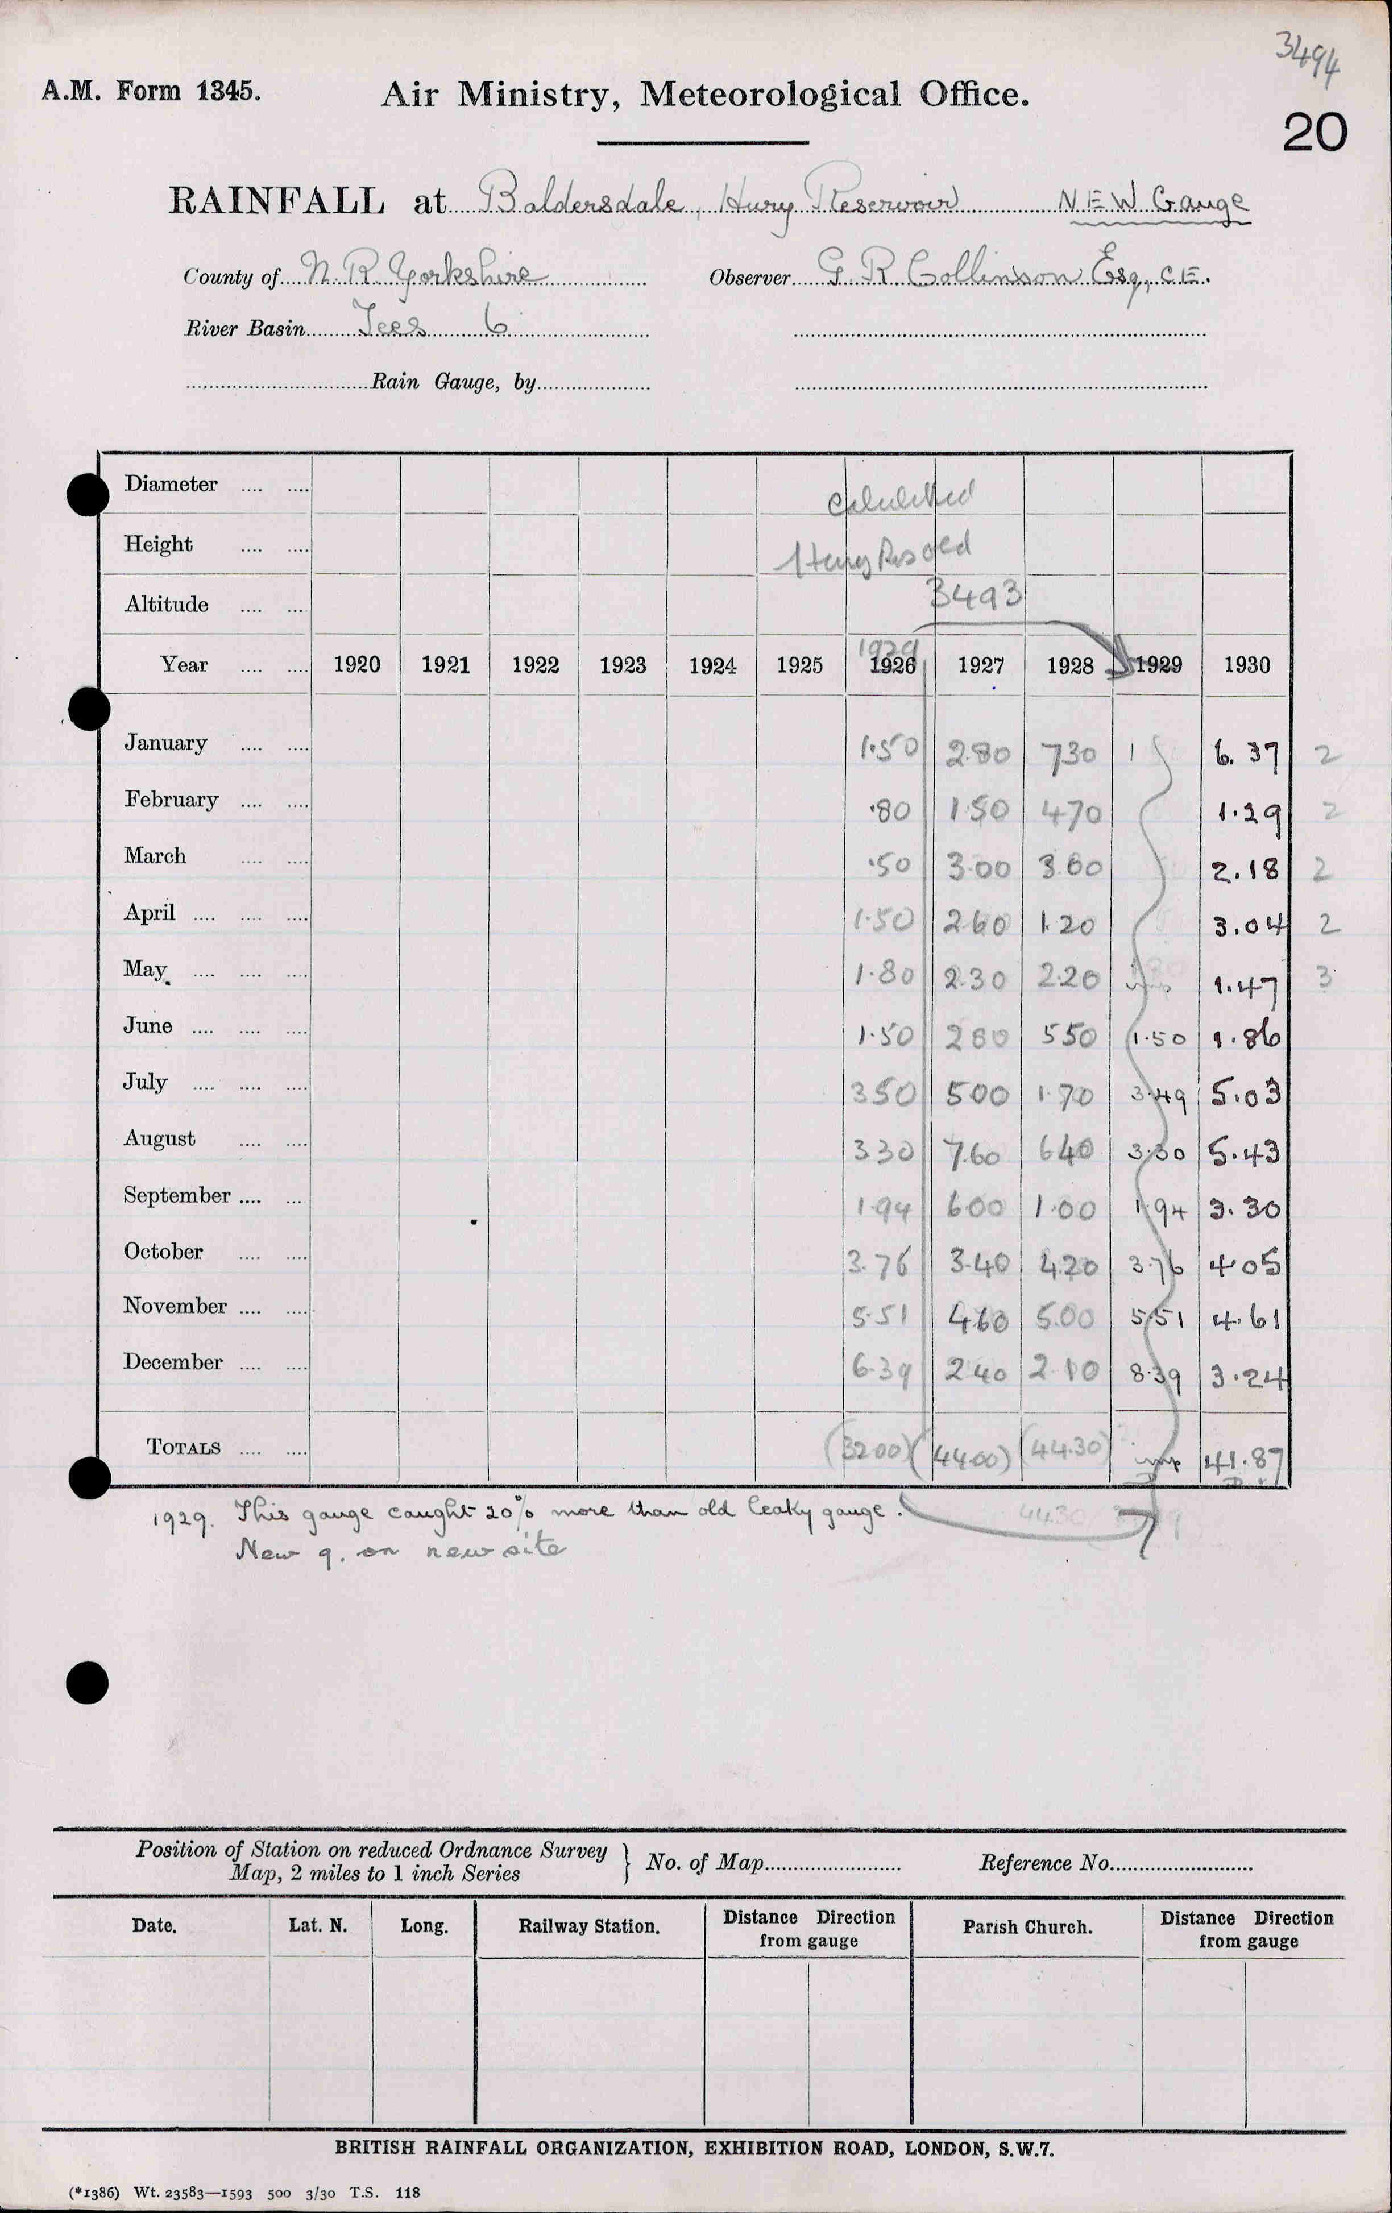 3494
A.M. Form 1345. Air Ministry, Meteorological Office.
20
RAINFALL at Baldersdale, Hury Reservoir NEW Gauge
County of N. R. Yorkshire Observer G. R. Collinson Esq, C.E.
River Basin Tees 6
Rain Gauge, by
Diameter .... .... Calculated
Height .... .... Hury Res old
Altitude .... .... 3493
1929
Year .... .... 1920 1921 1922 1923 1924 1925 1926 1927 1928 1929 1930
January .... .... 1.50 2.80 7.30 6.37 2
February .... .... .80 1.50 4.70 1.29 2
March .... .... .50 3.00 3.60 2.18 2
April .... .... .... 1.50 2.60 1.20 3.04 2
May .... .... .... 1.80 2.30 2.20 1.47 3
June .... .... .... 1.50 2.80 5.50 1.50 1.86
July .... .... .... 3.50 5.00 1.70 3.49 5.03
August .... .... 3.30 7.60 6.40 3.30 5.43
September .... ... 1.94 6.00 1.00 1.94 3.30
October .... .... 3.76 3.40 4.20 3.76 4.05
November .... .... 5.51 4.60 5.00 5.51 4.61
December .... .... 6.39 2.40 2.10 8.39 3.24
TOTALS .... .... (32.00) (44.00) (44.30) imp 41.87
1929. This gauge caught 20% more than old leaky gauge.
44.30
New g. on new site
Position of Station on reduced Ordnance Survey
Map, 2 miles to 1 inch Series } No. of Map Reference No.
Date. Lat. N. Long. Railway Station. Distance Direction from gauge Parish Church. Distance Direction from gauge
BRITISH RAINFALL ORGANIZATION, EXHIBITION ROAD, LONDON, S.W.7.
(*1386) Wt. 23583—1593 500 3/30 T.S. 118